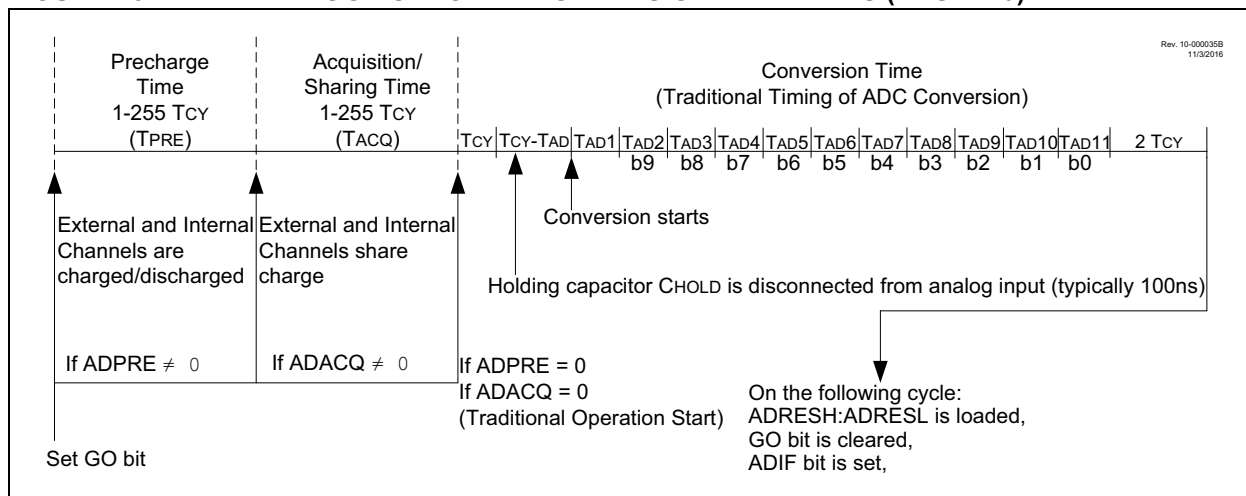 Rev. 10-000035B
11/3/2016
Precharge
Time
1-255 TCY
(TPRE)
Acquisition/
Sharing Time
1-255 TCY
(TACQ)
Conversion Time
(Traditional Timing of ADC Conversion)
TCY TCY-TAD TAD1 TAD2 TAD3 TAD4 TAD5 TAD6 TAD7 TAD8 TAD9 TAD10 TAD11 2 TCY
b9 b8 b7 b6 b5 b4 b3 b2 b1 b0
External and Internal
Channels are
charged/discharged
External and Internal
Channels share
charge
Conversion starts
Holding capacitor CHOLD is disconnected from analog input (typically 100ns)
If ADPRE ≠ 0
If ADACQ ≠ 0
If ADPRE = 0
If ADACQ = 0
(Traditional Operation Start)
On the following cycle:
ADRESH:ADRESL is loaded,
GO bit is cleared,
ADIF bit is set,
Set GO bit